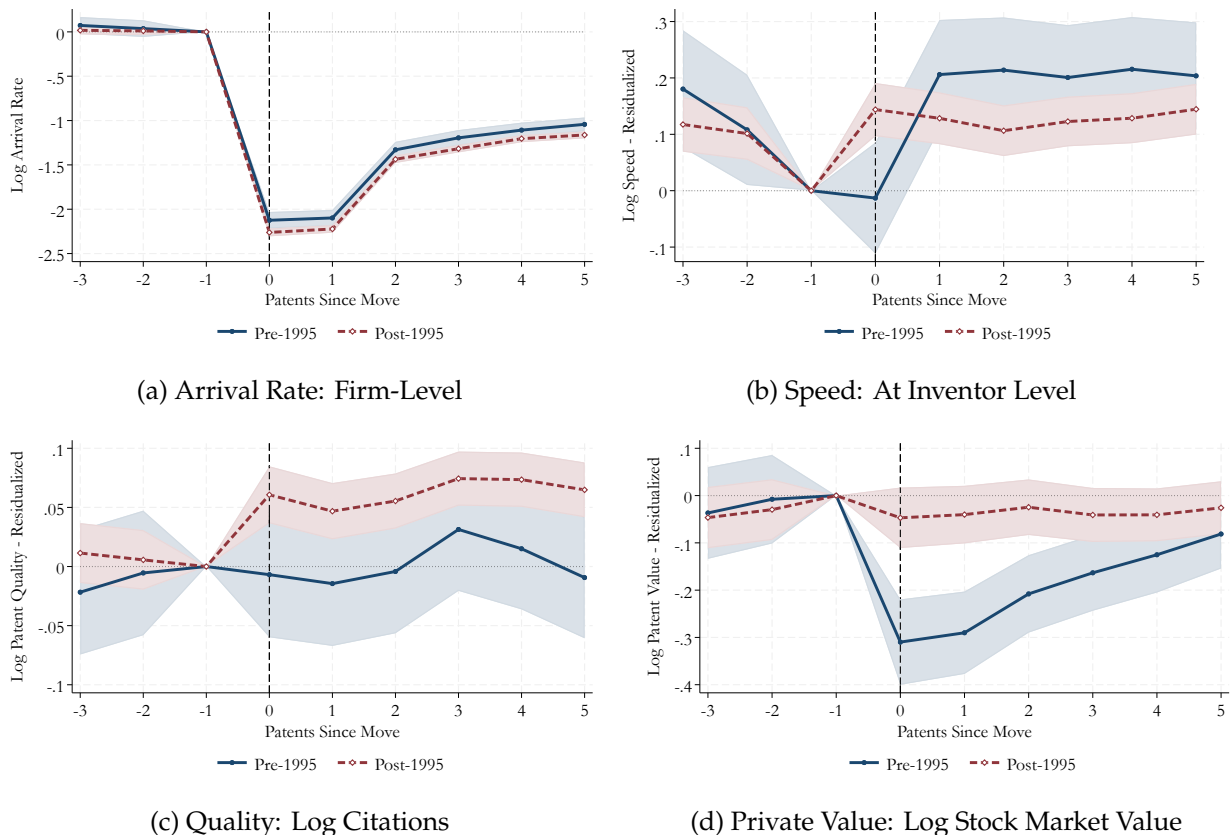 0
-.5
-1
-1.5
-2
-2.5
Log Arrival Rate
-3 -2 -1 0 1 2 3 4 5
Patents Since Move
Pre-1995 Post-1995
(a) Arrival Rate: Firm-Level
.3
.2
.1
0
-.1
Log Speed - Residualized
-3 -2 -1 0 1 2 3 4 5
Patents Since Move
Pre-1995 Post-1995
(b) Speed: At Inventor Level
.1
.05
0
-.05
-.1
Log Patent Quality - Residualized
-3 -2 -1 0 1 2 3 4 5
Patents Since Move
Pre-1995 Post-1995
(c) Quality: Log Citations
.1
0
-.1
-.2
-.3
-.4
Log Patent Value - Residualized
-3 -2 -1 0 1 2 3 4 5
Patents Since Move
Pre-1995 Post-1995
(d) Private Value: Log Stock Market Value